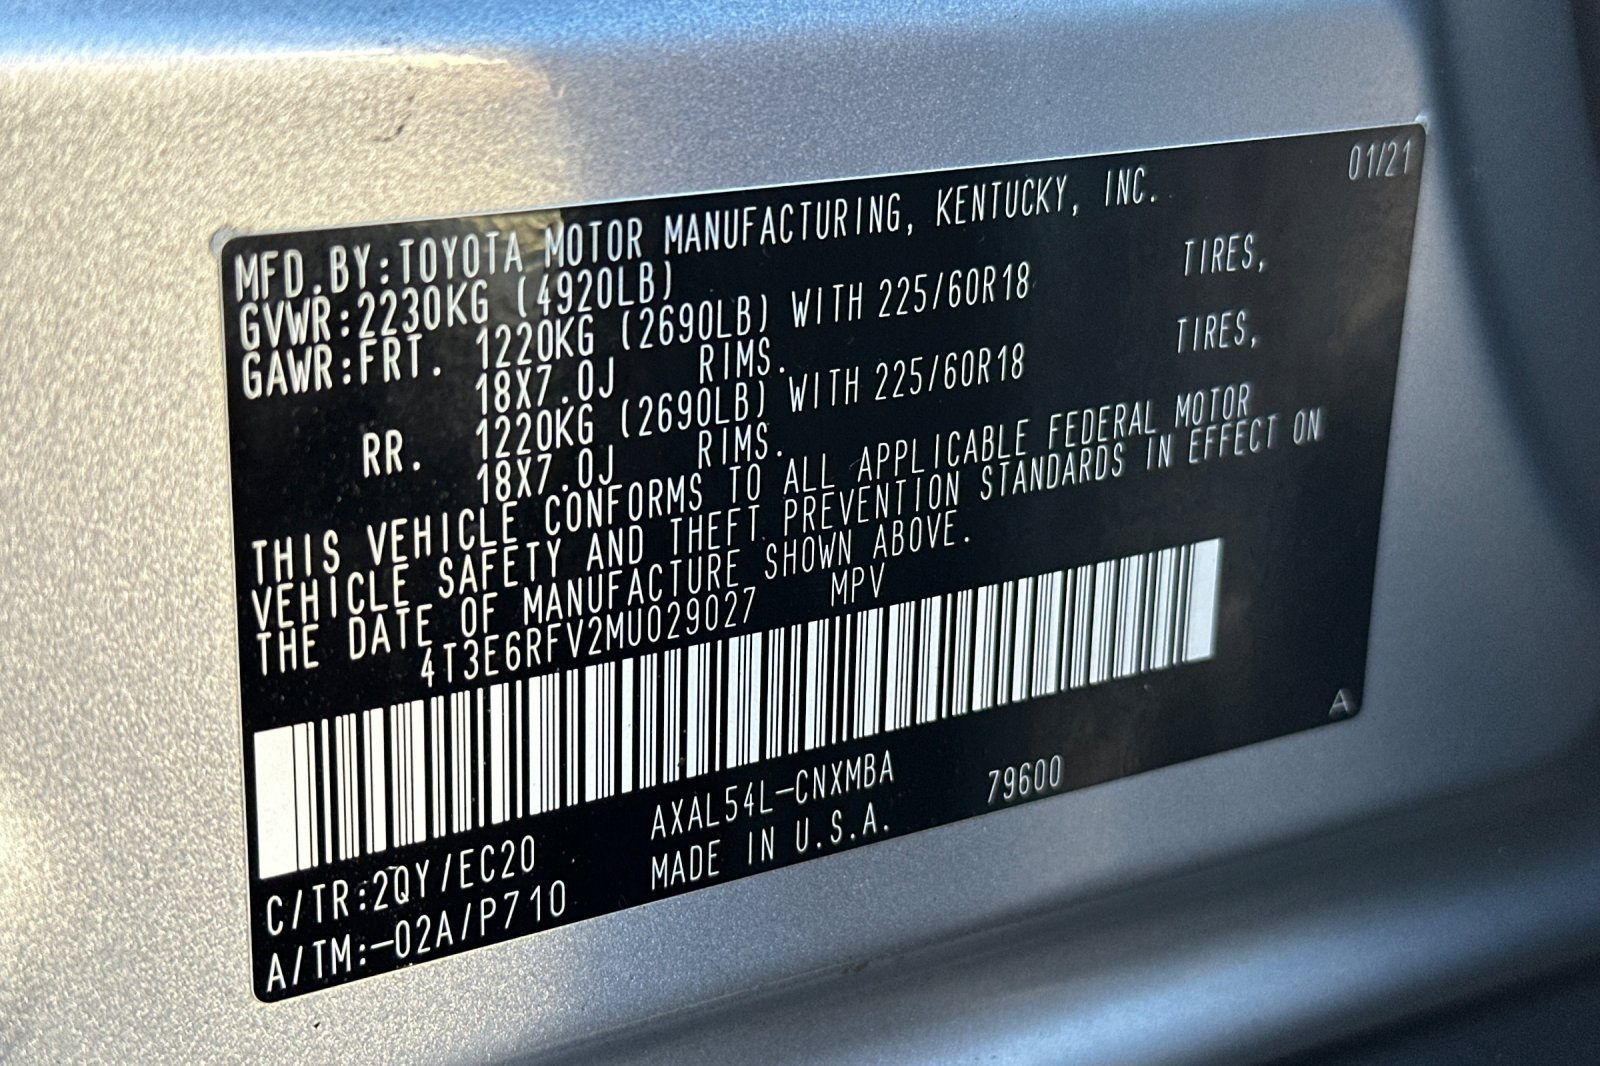 01/21
MFD.BY:TOYOTA MOTOR MANUFACTURING, KENTUCKY, INC.
GVWR:2230KG (4920LB)
GAWR:FRT. 1220KG (2690LB) WITH 225/60R18 TIRES,
18X7.0J RIMS.
RR. 1220KG (2690LB) WITH 225/60R18 TIRES,
18X7.0J RIMS.
THIS VEHICLE CONFORMS TO ALL APPLICABLE FEDERAL MOTOR
VEHICLE SAFETY AND THEFT PREVENTION STANDARDS IN EFFECT ON
THE DATE OF MANUFACTURE SHOWN ABOVE.
4T3E6RFV2MU029027 MPV
A
C/TR:2QY/EC20 AXAL54L-CNXMBA 79600
A/TM:-02A/P710 MADE IN U.S.A.